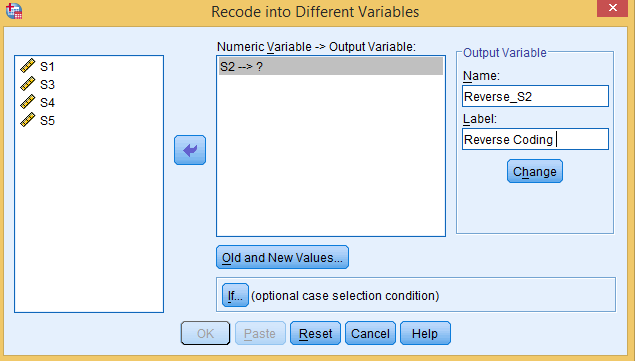 Recode into Different Variables
S1
S3
S4
S5
Numeric Variable -> Output Variable:
S2 --> ?
Output Variable
Name:
Reverse_S2
Label:
Reverse Coding
Change
Old and New Values...
If... (optional case selection condition)
OK Paste Reset Cancel Help